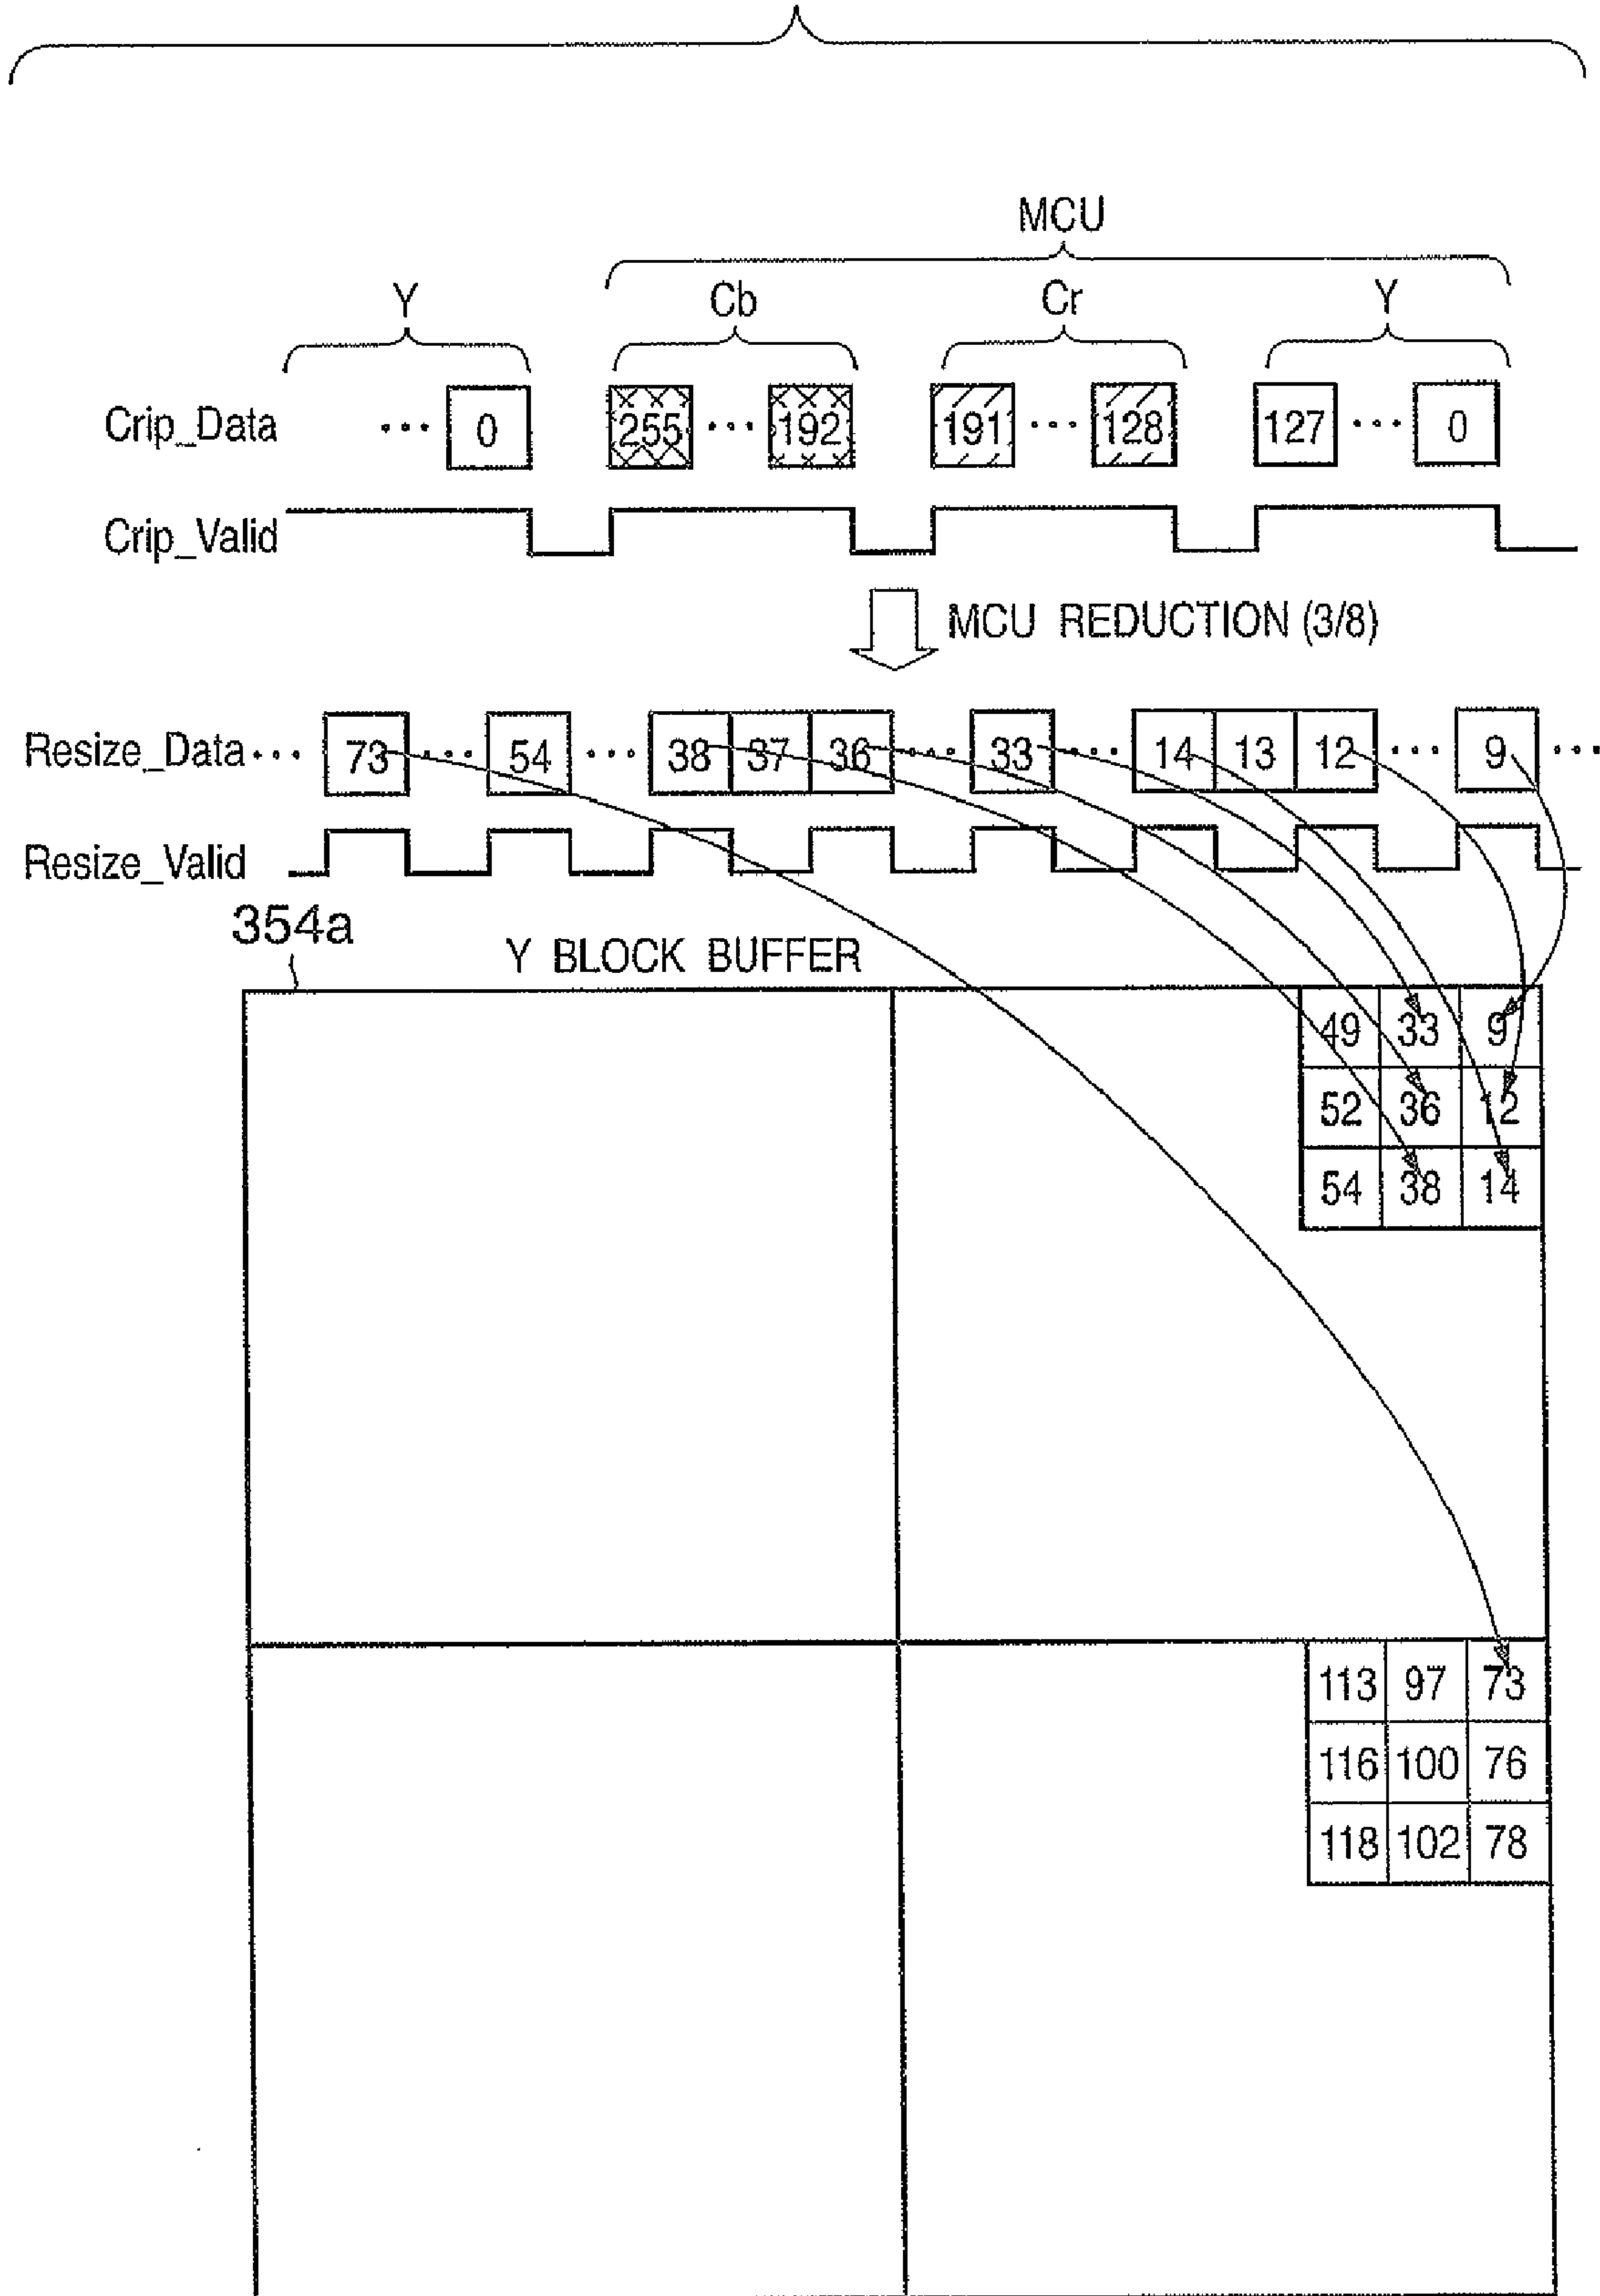 MCU
Y Cb Cr Y
Crip_Data ... 0 255 ... 192 191 ... 128 127 ... 0
Crip_Valid
MCU REDUCTION (3/8)
Resize_Data ... 73 ... 54 ... 38 37 36 ... 33 ... 14 13 12 ... 9 ...
Resize_Valid
354a
Y BLOCK BUFFER
49 33 9
52 36 12
54 38 14
113 97 73
116 100 76
118 102 78